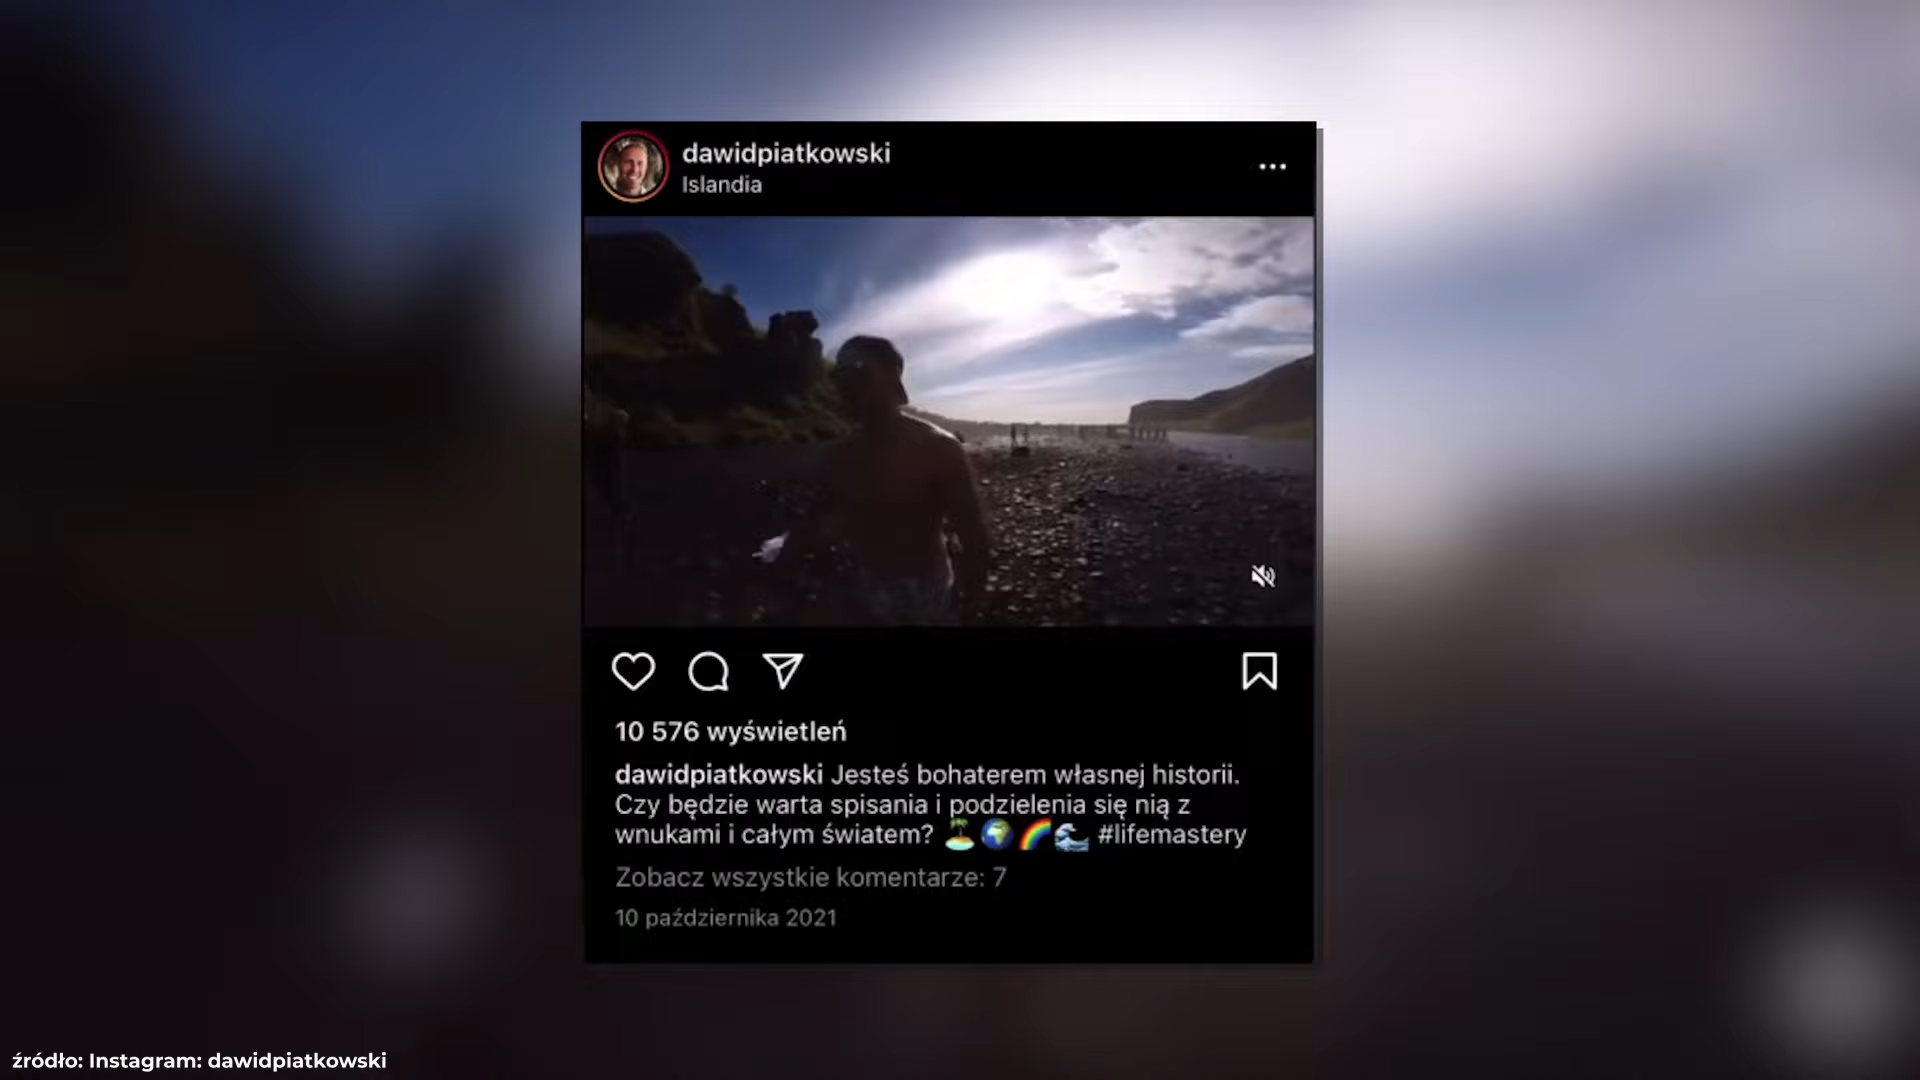 dawidpiatkowski
Islandia
10 576 wyświetleń
dawidpiatkowski Jesteś bohaterem własnej historii.
Czy będzie warta spisania i podzielenia się nią z
wnukami i całym światem? 🏝️🌍🌈🌊 #lifemastery
Zobacz wszystkie komentarze: 7
10 października 2021
źródło: Instagram: dawidpiatkowski